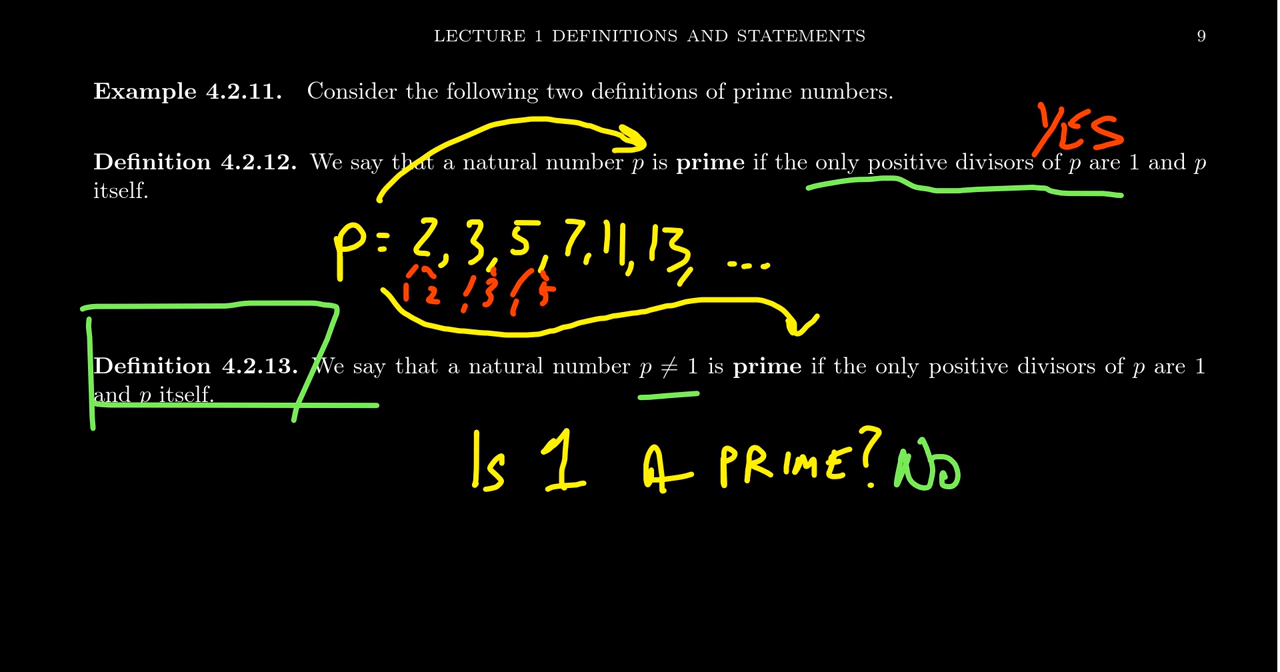 LECTURE 1 DEFINITIONS AND STATEMENTS 9
Example 4.2.11. Consider the following two definitions of prime numbers.
YES
Definition 4.2.12. We say that a natural number p is prime if the only positive divisors of p are 1 and p
itself.
p = 2, 3, 5, 7, 11, 13, ...
1 2 1 3 1 5
Definition 4.2.13. We say that a natural number p ≠ 1 is prime if the only positive divisors of p are 1
and p itself.
Is 1 A PRIME? No